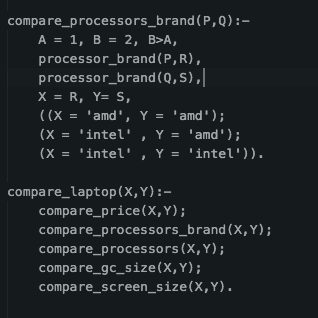 compare_processors_brand(P,Q):-
A = 1, B = 2, B>A,
processor_brand(P,R),
processor_brand(Q,S),
X = R, Y= S,
((X = 'amd', Y = 'amd');
(X = 'intel' , Y = 'amd');
(X = 'intel' , Y = 'intel')).
compare_laptop(X,Y):-
compare_price(X,Y);
compare_processors_brand(X,Y);
compare_processors(X,Y);
compare_gc_size(X,Y);
compare_screen_size(X,Y).